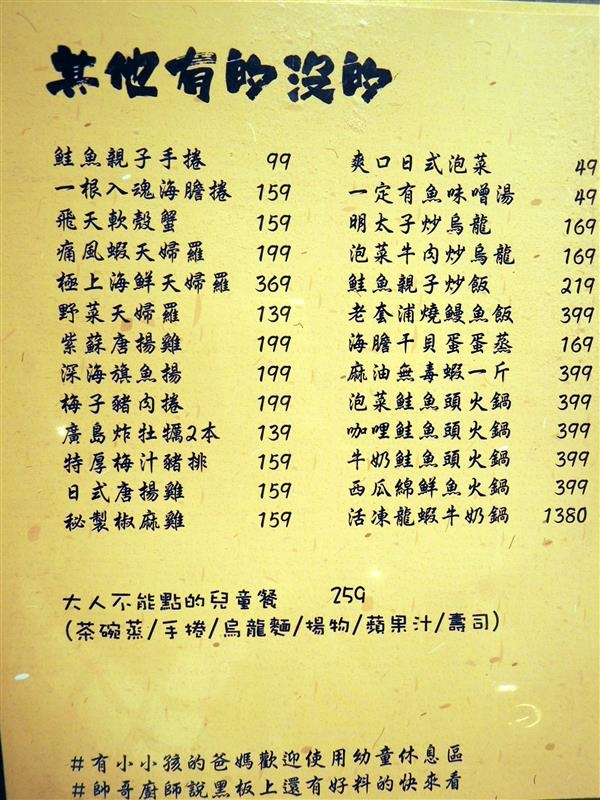 其他有的沒的
鮭魚親子手捲 99
一根入魂海膽捲 159
飛天軟殼蟹 159
痛風蝦天婦羅 199
極上海鮮天婦羅 369
野菜天婦羅 139
紫蘇唐揚雞 199
深海旗魚揚 199
梅子豬肉捲 199
廣島炸牡蠣2本 139
特厚梅汁豬排 159
日式唐揚雞 159
秘製椒麻雞 159
爽口日式泡菜 49
一定有魚味噌湯 49
明太子炒烏龍 169
泡菜牛肉炒烏龍 169
鮭魚親子炒飯 219
老套浦燒鰻魚飯 399
海膽干貝蛋蛋蒸 169
麻油無毒蝦一斤 399
泡菜鮭魚頭火鍋 399
咖哩鮭魚頭火鍋 399
牛奶鮭魚頭火鍋 399
西瓜綿鮮魚火鍋 399
活凍龍蝦牛奶鍋 1380
大人不能點的兒童餐 259
(茶碗蒸/手捲/烏龍麵/揚物/蘋果汁/壽司)
#有小小孩的爸媽歡迎使用幼童休息區
#帥哥廚師說黑板上還有好料的快來看